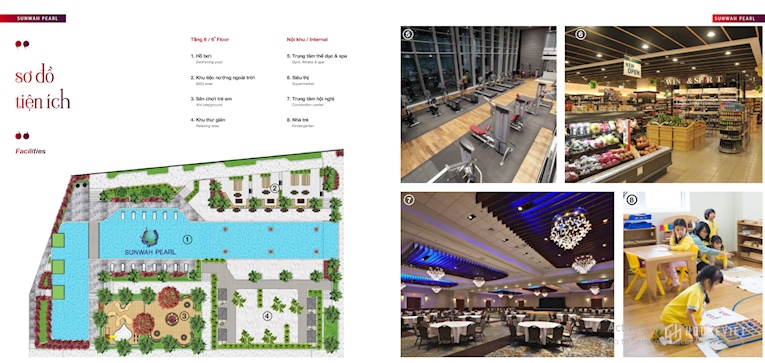 SUNWAH PEARL
SUNWAH PEARL
sơ đồ
tiện ích
Facilities
Tầng 6 / 6th Floor
1. Hồ bơi
Swimming pool
2. Khu tiệc nướng ngoài trời
BBQ area
3. Sân chơi trẻ em
Kid playground
4. Khu thư giãn
Relaxing area
Nội khu / Internal
5. Trung tâm thể dục & spa
Gym, fitness & spa
6. Siêu thị
Supermarket
7. Trung tâm hội nghị
Convention center
8. Nhà trẻ
Kindergarten
2
1
SUNWAH PEARL
3
4
5
6
NOW
OPEN
WINE & SPIRIT
7
8